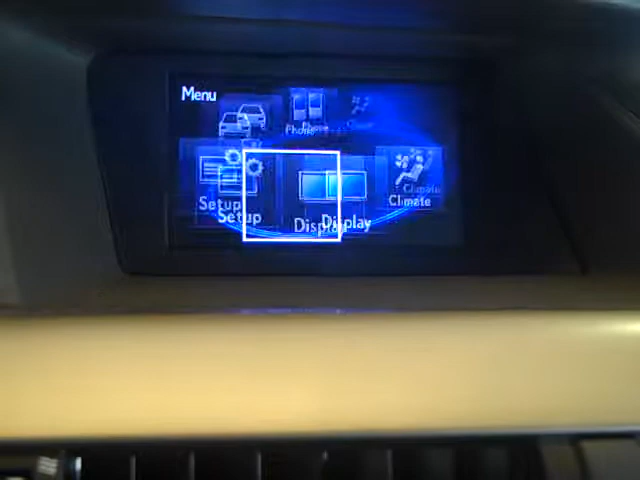 Menu
Phone
Climate
Setup
Setup
Display
Display
Climate